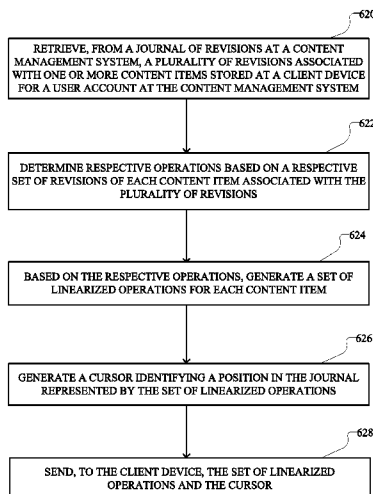 620
RETRIEVE, FROM A JOURNAL OF REVISIONS AT A CONTENT
MANAGEMENT SYSTEM, A PLURALITY OF REVISIONS ASSOCIATED
WITH ONE OR MORE CONTENT ITEMS STORED AT A CLIENT DEVICE
FOR A USER ACCOUNT AT THE CONTENT MANAGEMENT SYSTEM
622
DETERMINE RESPECTIVE OPERATIONS BASED ON A RESPECTIVE
SET OF REVISIONS OF EACH CONTENT ITEM ASSOCIATED WITH THE
PLURALITY OF REVISIONS
624
BASED ON THE RESPECTIVE OPERATIONS, GENERATE A SET OF
LINEARIZED OPERATIONS FOR EACH CONTENT ITEM
626
GENERATE A CURSOR IDENTIFYING A POSITION IN THE JOURNAL
REPRESENTED BY THE SET OF LINEARIZED OPERATIONS
628
SEND, TO THE CLIENT DEVICE, THE SET OF LINEARIZED
OPERATIONS AND THE CURSOR